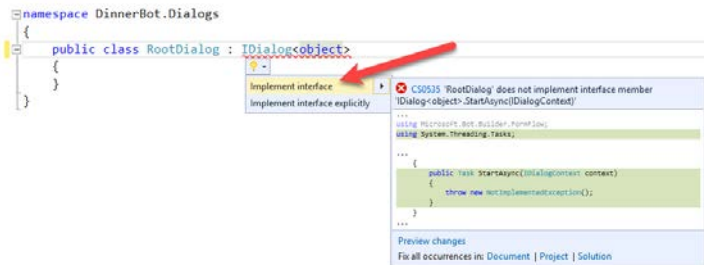 namespace DinnerBot.Dialogs
{
public class RootDialog : IDialog<object>
{
}
}
Implement interface
Implement interface explicitly
CS0535 'RootDialog' does not implement interface member
'IDialog<object>.StartAsync(IDialogContext)'
...
using Microsoft.Bot.Builder.FormFlow;
using System.Threading.Tasks;
...
{
public Task StartAsync(IDialogContext context)
{
throw new NotImplementedException();
}
}
...
Preview changes
Fix all occurrences in: Document | Project | Solution